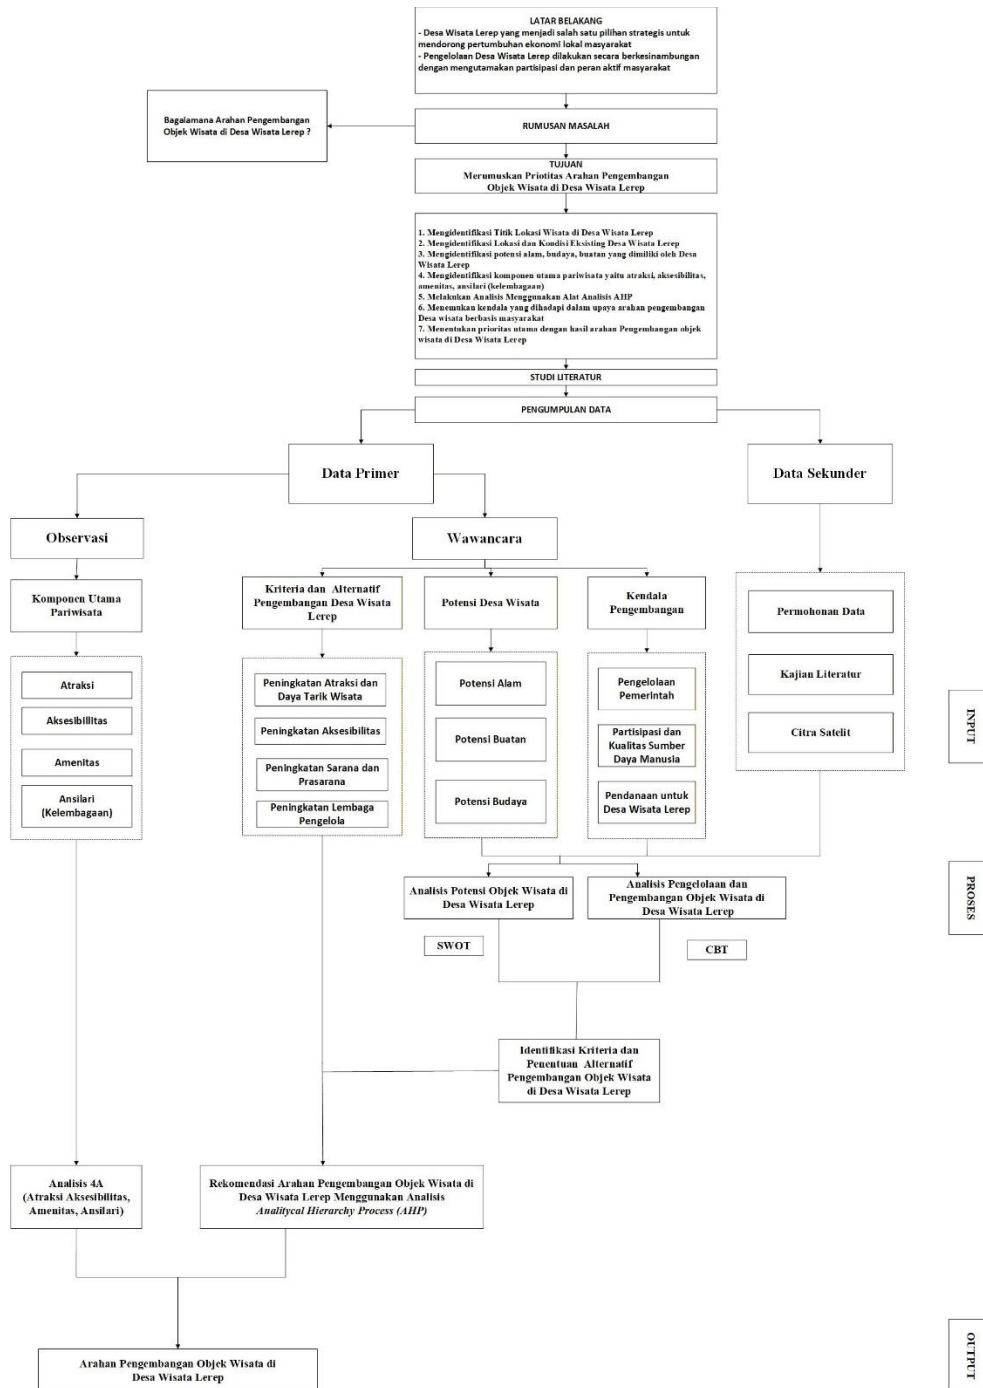 LATAR BELAKANG
- Desa Wisata Lerep yang menjadi salah satu pilihan strategis untuk
mendorong pertumbuhan ekonomi lokal masyarakat
- Pengelolaan Desa Wisata Lerep dilakukan secara berkesinambungan
dengan mengutamakan partisipasi dan peran aktif masyarakat
Bagaiamana Arahan Pengembangan
Objek Wisata di Desa Wisata Lerep ?
RUMUSAN MASALAH
TUJUAN
Merumuskan Priotitas Arahan Pengembangan
Objek Wisata di Desa Wisata Lerep
1. Mengidentifikasi Titik Lokasi Wisata di Desa Wisata Lerep
2. Mengidentifikasi Lokasi dan Kondisi Eksisting Desa Wisata Lerep
3. Mengidentifikasi potensi alam, budaya, buatan yang dimiliki oleh Desa
Wisata Lerep
4. Mengidentifikasi komponen utama pariwisata yaitu atraksi, aksesibilitas,
amenitas, ansilari (kelembagaan)
5. Melakukan Analisis Menggunakan Alat Analisis AHP
6. Menemukan kendala yang dihadapi dalam upaya arahan pengembangan
Desa wisata berbasis masyarakat
7. Menentukan prioritas utama dengan hasil arahan Pengembangan objek
wisata di Desa Wisata Lerep
STUDI LITERATUR
PENGUMPULAN DATA
Data Primer
Data Sekunder
Observasi
Wawancara
Komponen Utama
Pariwisata
Kriteria dan Alternatif
Pengembangan Desa Wisata
Lerep
Potensi Desa Wisata
Kendala
Pengembangan
Permohonan Data
Kajian Literatur
Citra Satelit
Atraksi
Aksesibillitas
Amenitas
Ansilari
(Kelembagaan)
Peningkatan Atraksi dan
Daya Tarik Wisata
Peningkatan Aksesibilitas
Peningkatan Sarana dan
Prasarana
Peningkatan Lembaga
Pengelola
Potensi Alam
Potensi Buatan
Potensi Budaya
Pengelolaan
Pemerintah
Partisipasi dan
Kualitas Sumber
Daya Manusia
Pendanaan untuk
Desa Wisata Lerep
INPUT
Analisis Potensi Objek Wisata di
Desa Wisata Lerep
Analisis Pengelolaan dan
Pengembangan Objek Wisata di
Desa Wisata Lerep
PROSES
SWOT
CBT
Identifikasi Kriteria dan
Penentuan Alternatif
Pengembangan Objek Wisata
di Desa Wisata Lerep
Analisis 4A
(Atraksi Aksesibilitas,
Amenitas, Ansilari)
Rekomendasi Arahan Pengembangan Objek Wisata di
Desa Wisata Lerep Menggunakan Analisis
Analitycal Hierarchy Process (AHP)
Arahan Pengembangan Objek Wisata di
Desa Wisata Lerep
OUTPUT